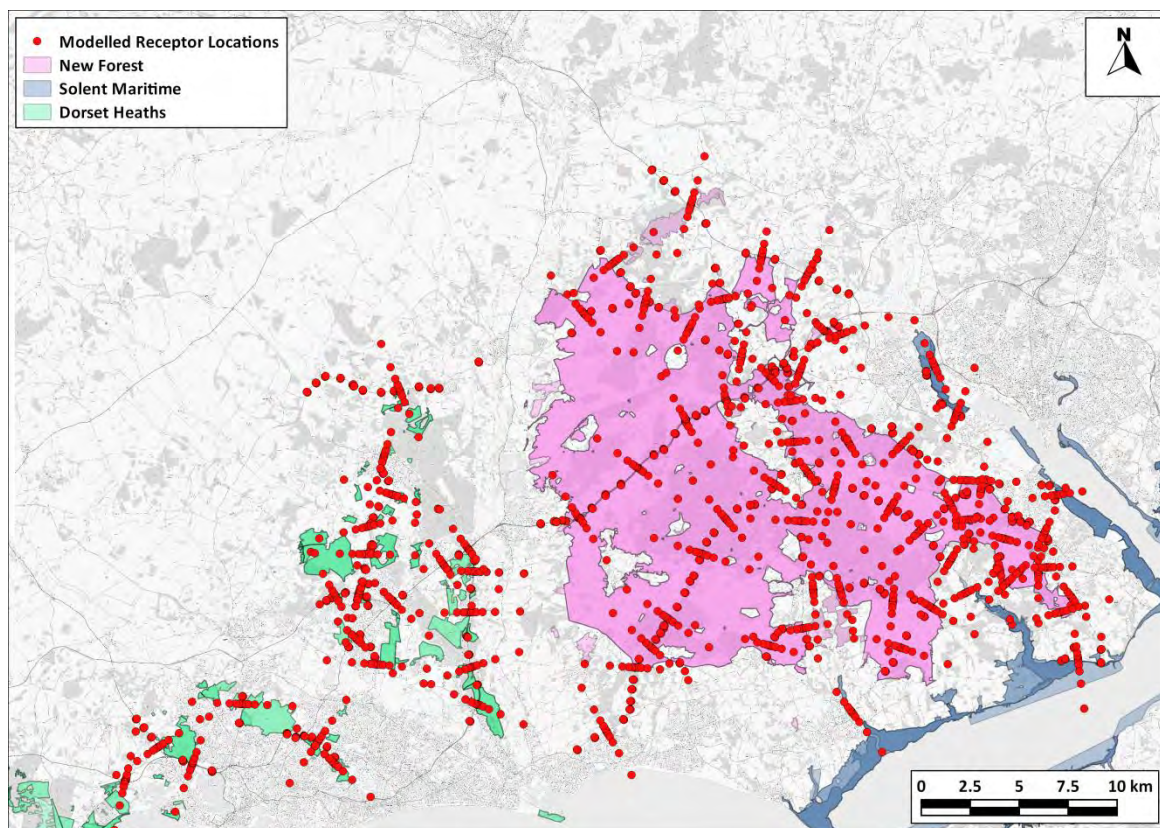 Modelled Receptor Locations
New Forest
Solent Maritime
Dorset Heaths
N
0 2.5 5 7.5 10 km